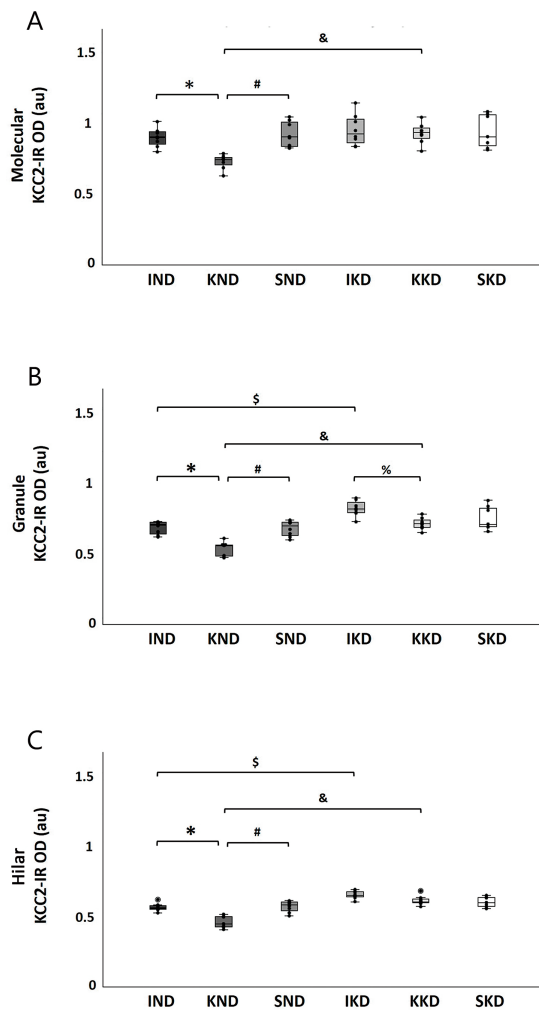 A
&
1.5
* #
1
Molecular
KCC2-IR OD (au)
0.5
0
IND KND SND IKD KKD SKD
B
$
1.5
&
* # %
1
Granule
KCC2-IR OD (au)
0.5
0
IND KND SND IKD KKD SKD
C
$
1.5
&
* #
1
Hilar
KCC2-IR OD (au)
0.5
0
IND KND SND IKD KKD SKD